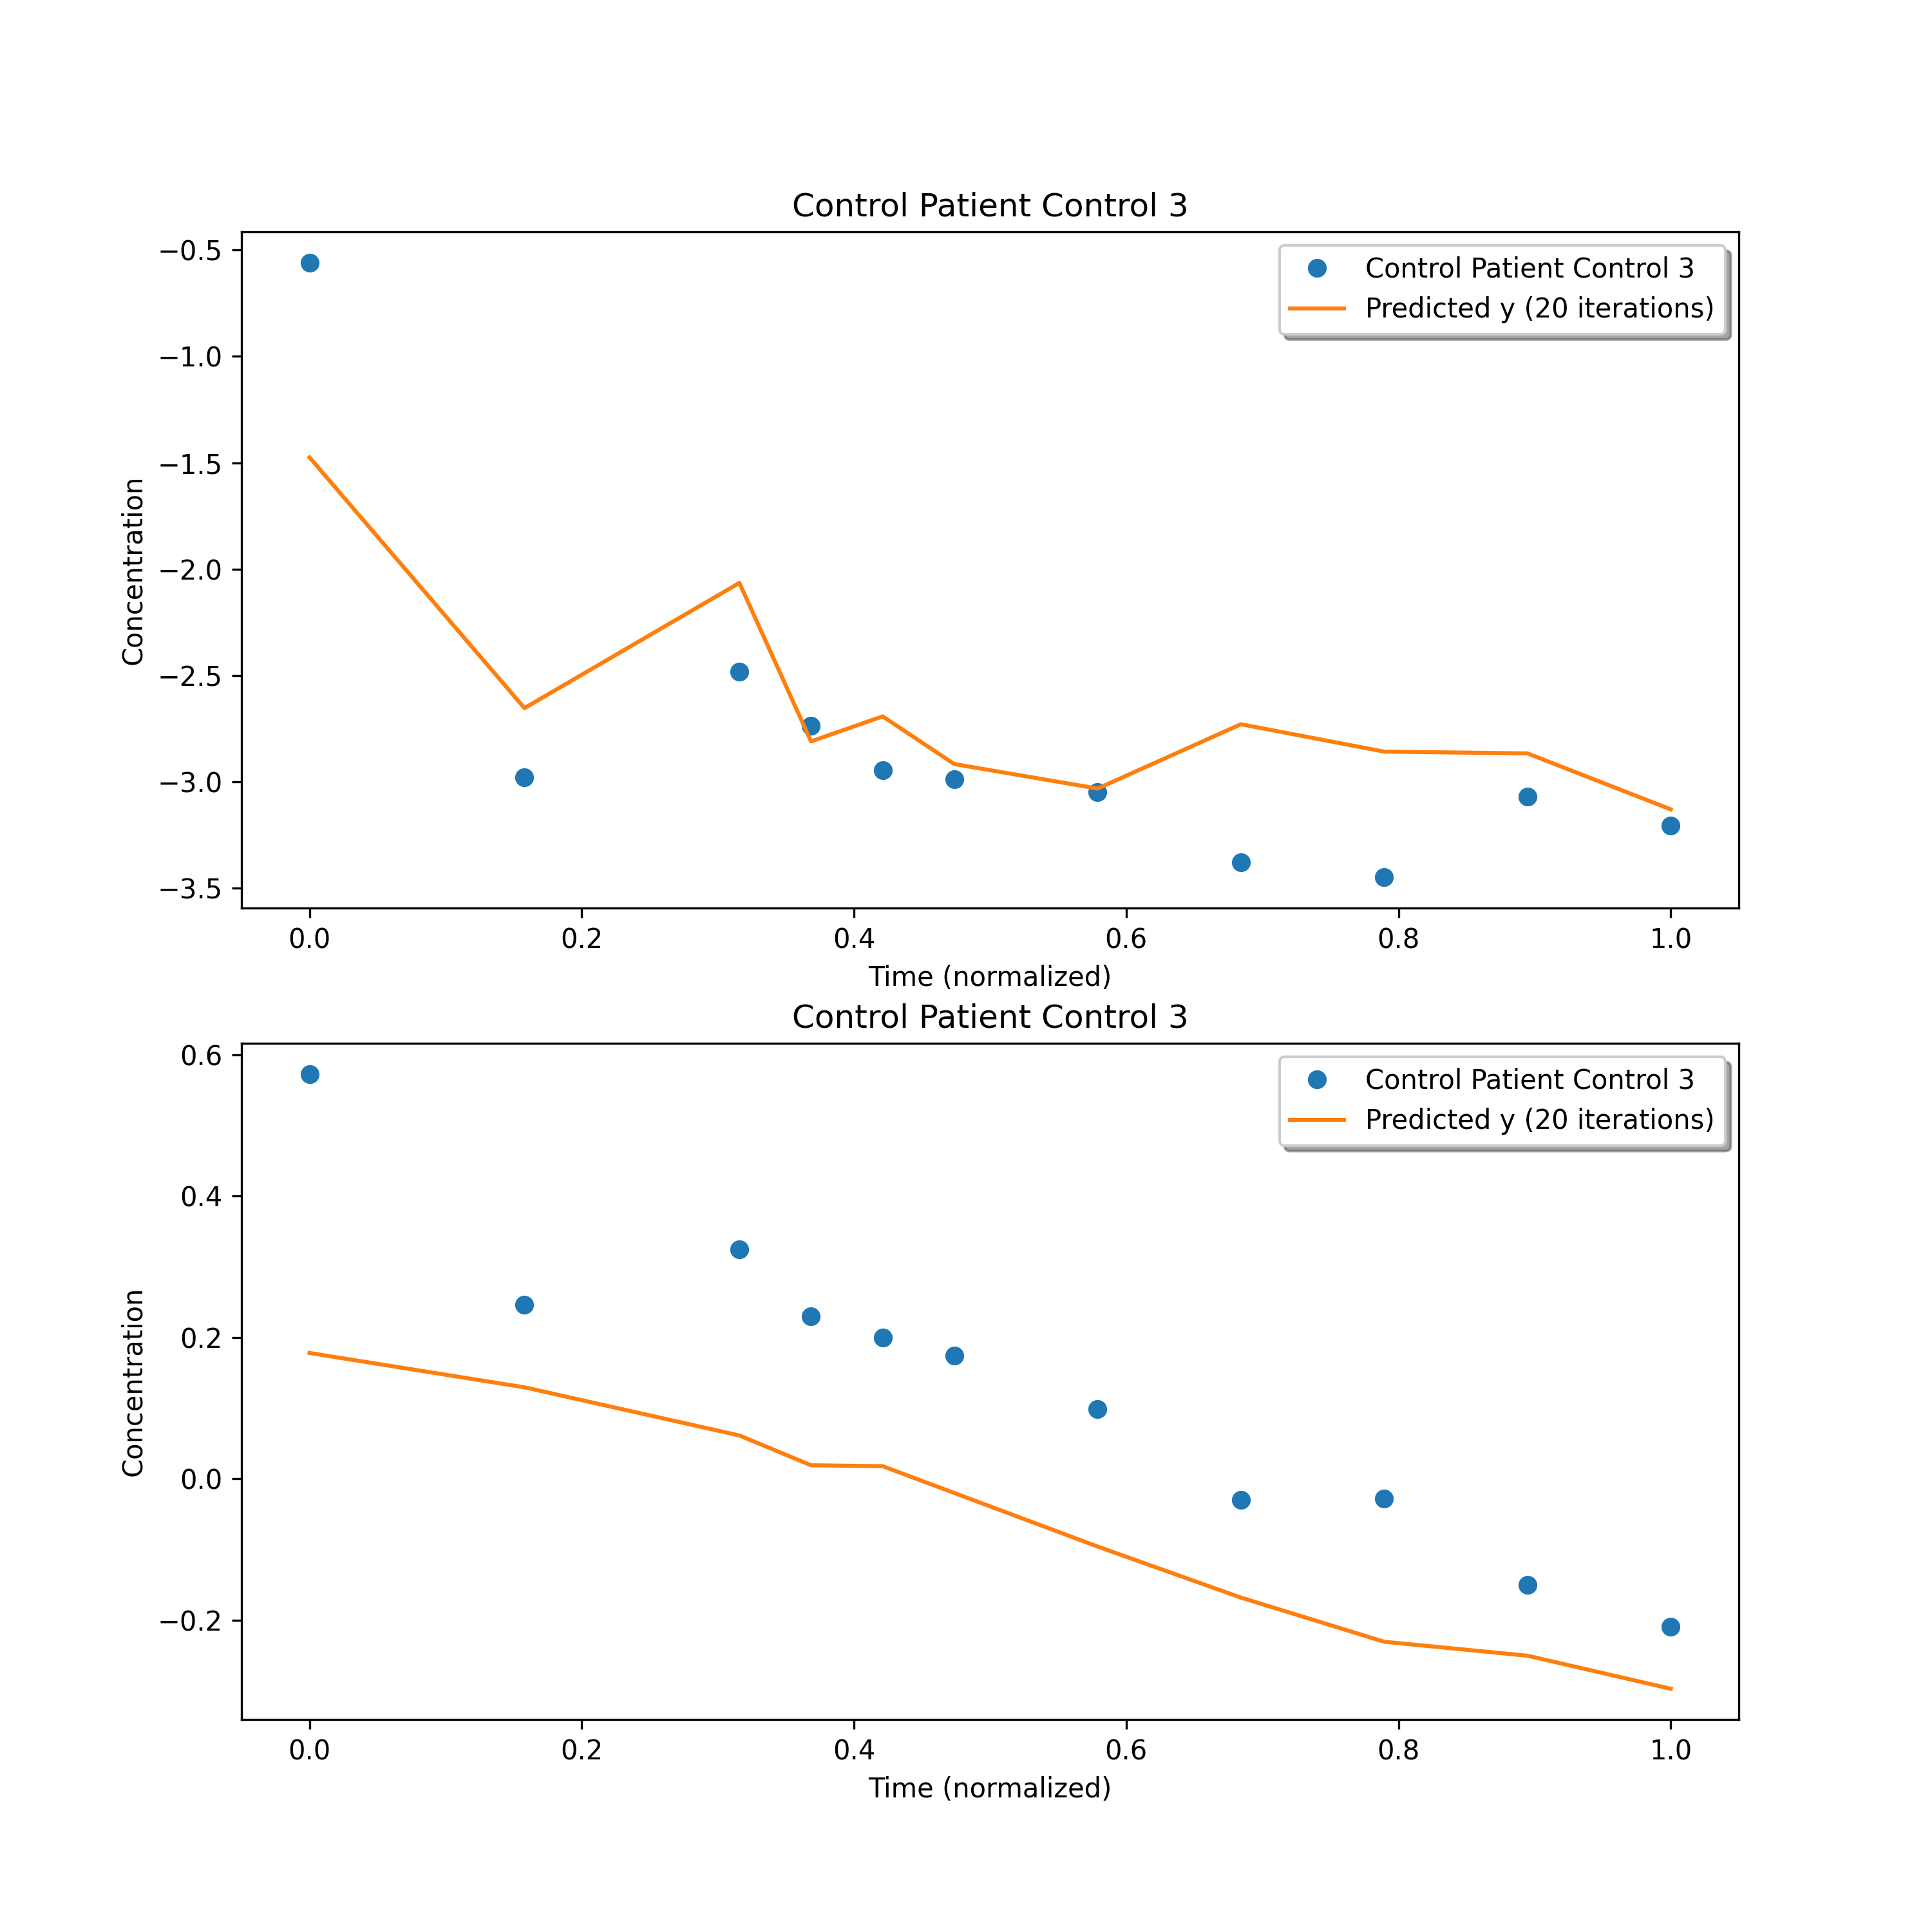 Control Patient Control 3
−0.5
−1.0
−1.5
−2.0
−2.5
−3.0
−3.5
Concentration
Control Patient Control 3
Predicted y (20 iterations)
0.0 0.2 0.4 0.6 0.8 1.0
Time (normalized)
Control Patient Control 3
0.6
0.4
0.2
0.0
−0.2
Concentration
Control Patient Control 3
Predicted y (20 iterations)
0.0 0.2 0.4 0.6 0.8 1.0
Time (normalized)